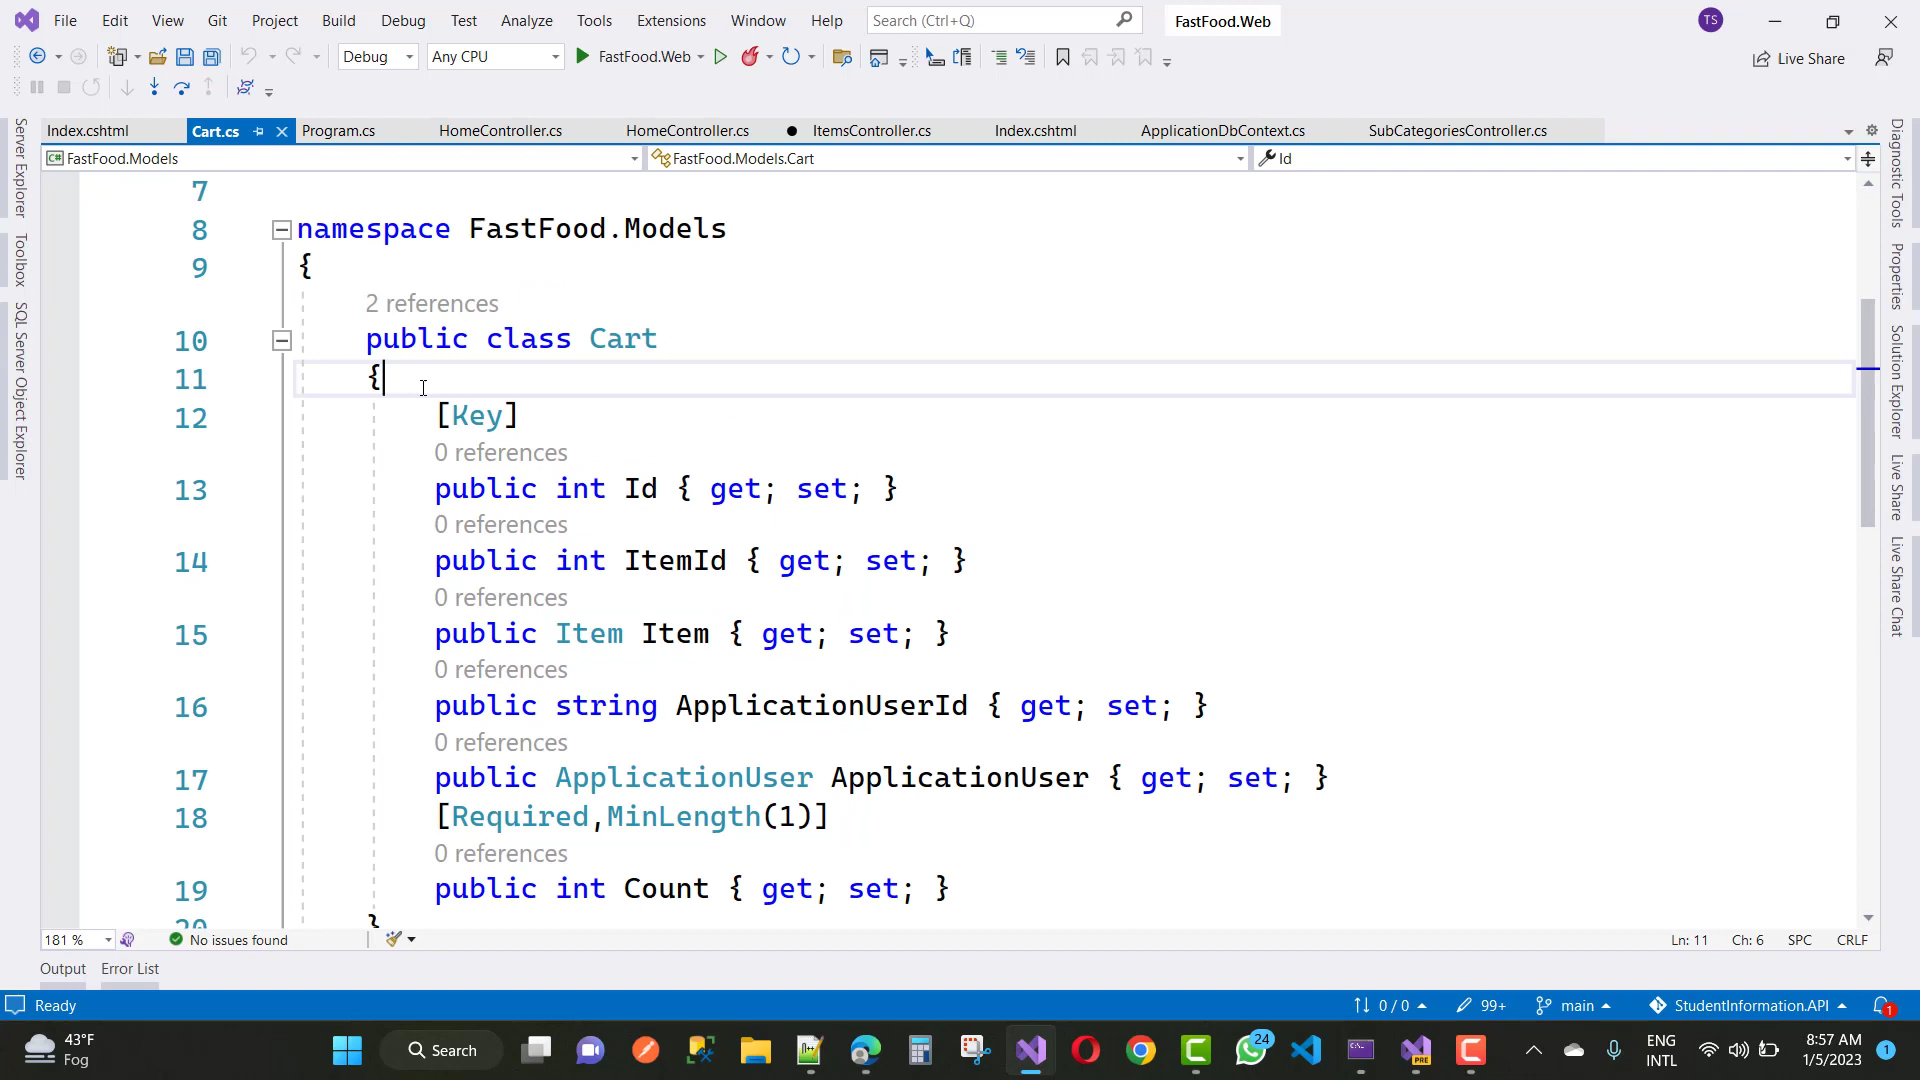 File Edit View Git Project Build Debug Test Analyze Tools Extensions Window Help Search (Ctrl+Q) FastFood.Web TS
Debug Any CPU FastFood.Web Live Share
Index.cshtml Cart.cs Program.cs HomeController.cs HomeController.cs ItemsController.cs Index.cshtml ApplicationDbContext.cs SubCategoriesController.cs
C# FastFood.Models FastFood.Models.Cart Id
Server Explorer
Toolbox
SQL Server Object Explorer
7
8 namespace FastFood.Models
9 {
2 references
10 public class Cart
11 {
12 [Key]
0 references
13 public int Id { get; set; }
0 references
14 public int ItemId { get; set; }
0 references
15 public Item Item { get; set; }
0 references
16 public string ApplicationUserId { get; set; }
0 references
17 public ApplicationUser ApplicationUser { get; set; }
18 [Required,MinLength(1)]
0 references
19 public int Count { get; set; }
20 }
Diagnostic Tools
Properties
Solution Explorer
Live Share
Live Share Chat
181 % No issues found Ln: 11 Ch: 6 SPC CRLF
Output Error List
Ready 0 / 0 99+ main StudentInformation.API 1
43°F
Fog
Search
24
PRE
ENG
INTL
8:57 AM
1/5/2023
1